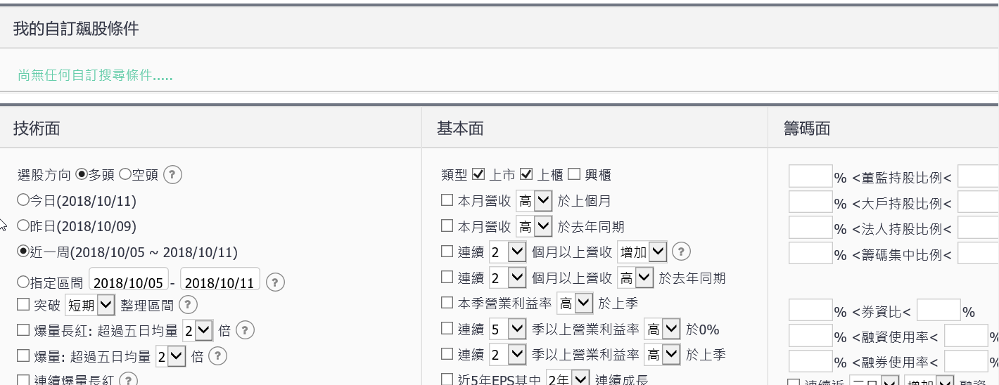 我的自訂飆股條件
尚無任何自訂搜尋條件.....
技術面
選股方向 多頭 空頭 ?
今日(2018/10/11)
昨日(2018/10/09)
近一周(2018/10/05 ~ 2018/10/11)
指定區間 2018/10/05 - 2018/10/11 ?
突破 短期 整理區間 ?
爆量長紅: 超過五日均量 2 倍 ?
爆量: 超過五日均量 2 倍 ?
連續爆量長紅 ?
基本面
類型 上市 上櫃 興櫃
本月營收 高 於上個月
本月營收 高 於去年同期
連續 2 個月以上營收 增加 ?
連續 2 個月以上營收 高 於去年同期
本季營業利益率 高 於上季
連續 5 季以上營業利益率 高 於0%
連續 2 季以上營業利益率 高 於上季
近5年EPS其中 2年 連續成長
籌碼面
% <董監持股比例<
% <大戶持股比例<
% <法人持股比例<
% <籌碼集中比例<
% <券資比< %
% <融資使用率< %
% <融券使用率< %
連續近 三日 增加 融資